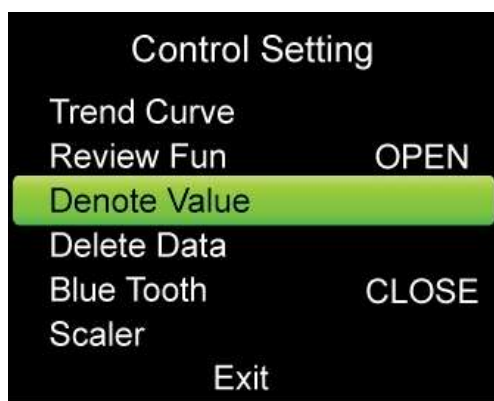 Control Setting
Trend Curve
Review Fun OPEN
Denote Value
Delete Data
Blue Tooth CLOSE
Scaler
Exit